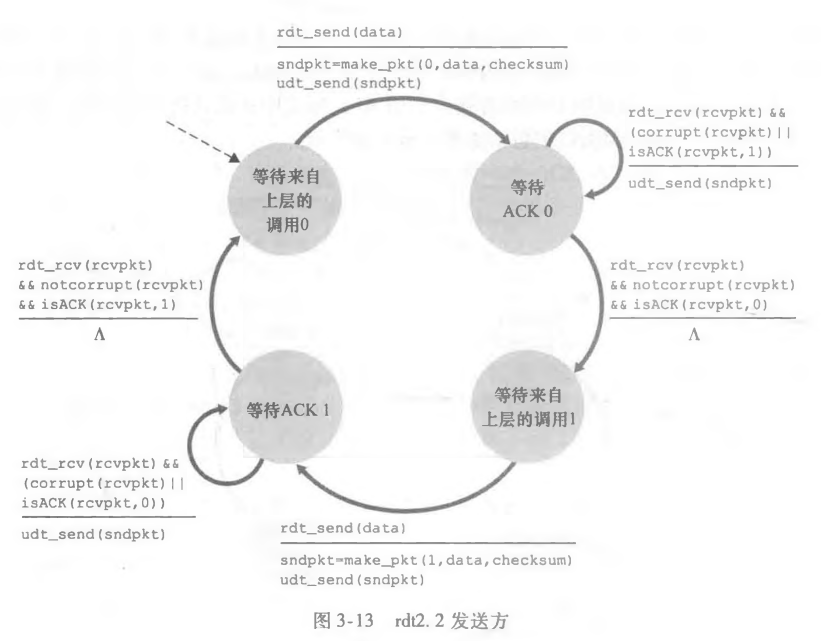 rdt_send(data)
sndpkt=make_pkt(0,data,checksum)
udt_send(sndpkt)
rdt_rcv(rcvpkt) &&
(corrupt(rcvpkt)||
isACK(rcvpkt,1))
udt_send(sndpkt)
等待来自
上层的
调用0
等待
ACK 0
rdt_rcv(rcvpkt)
&& notcorrupt(rcvpkt)
&& isACK(rcvpkt,1)
Λ
rdt_rcv(rcvpkt)
&& notcorrupt(rcvpkt)
&& isACK(rcvpkt,0)
Λ
等待ACK 1
等待来自
上层的调用1
rdt_rcv(rcvpkt) &&
(corrupt(rcvpkt)||
isACK(rcvpkt,0))
udt_send(sndpkt)
rdt_send(data)
sndpkt=make_pkt(1,data,checksum)
udt_send(sndpkt)
图 3-13 rdt2. 2 发送方